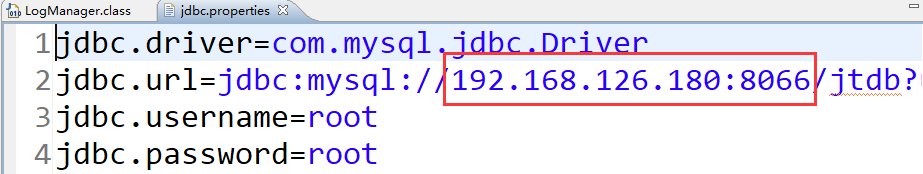 LogManager.class jdbc.properties
1 jdbc.driver=com.mysql.jdbc.Driver
2 jdbc.url=jdbc:mysql://192.168.126.180:8066/jtdb?
3 jdbc.username=root
4 jdbc.password=root